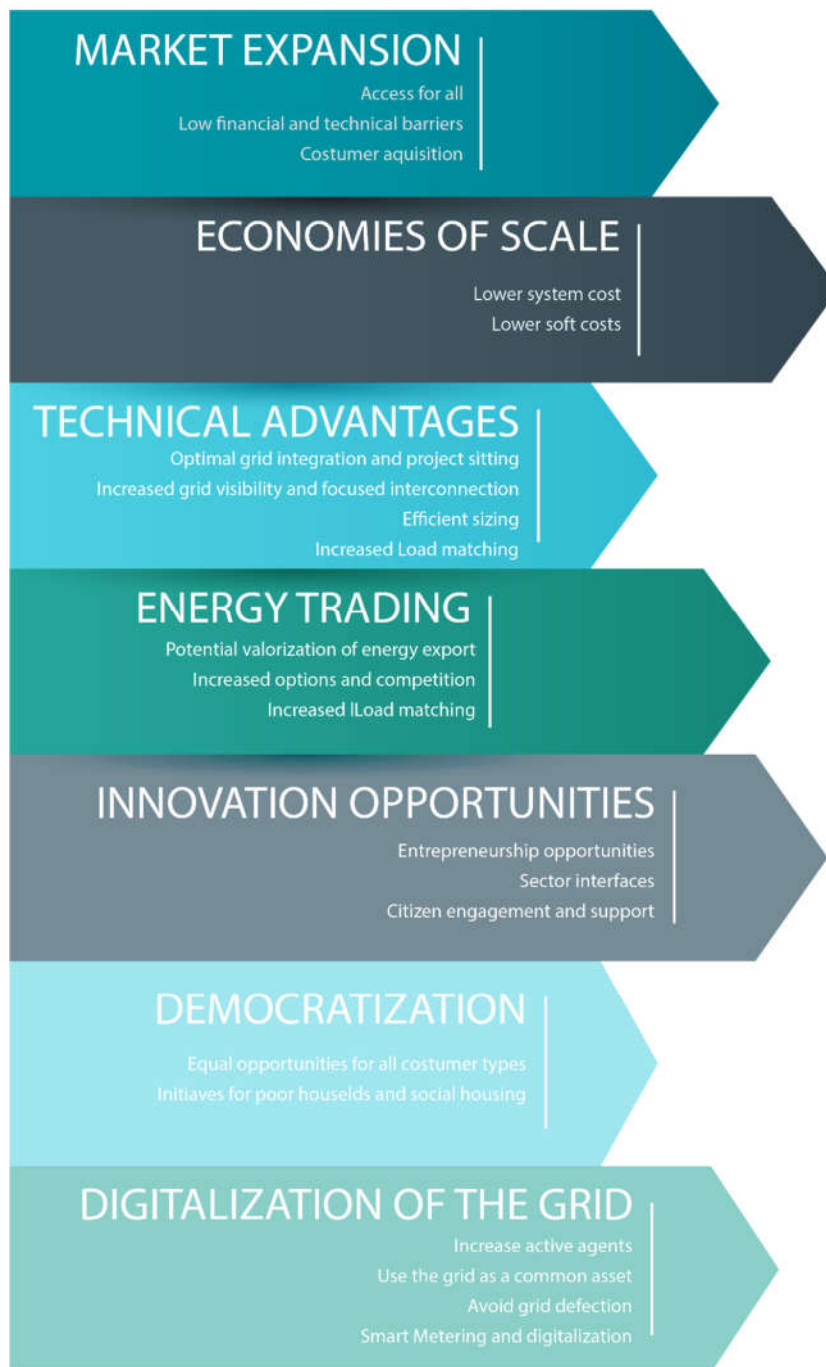 MARKET EXPANSION
Access for all
Low financial and technical barriers
Costumer aquisition
ECONOMIES OF SCALE
Lower system cost
Lower soft costs
TECHNICAL ADVANTAGES
Optimal grid integration and project sitting
Increased grid visibility and focused interconnection
Efficient sizing
Increased Load matching
ENERGY TRADING
Potential valorization of energy export
Increased options and competition
Increased lLoad matching
INNOVATION OPPORTUNITIES
Entrepreneurship opportunities
Sector interfaces
Citizen engagement and support
DEMOCRATIZATION
Equal opportunities for all costumer types
Initiaves for poor houselds and social housing
DIGITALIZATION OF THE GRID
Increase active agents
Use the grid as a common asset
Avoid grid defection
Smart Metering and digitalization